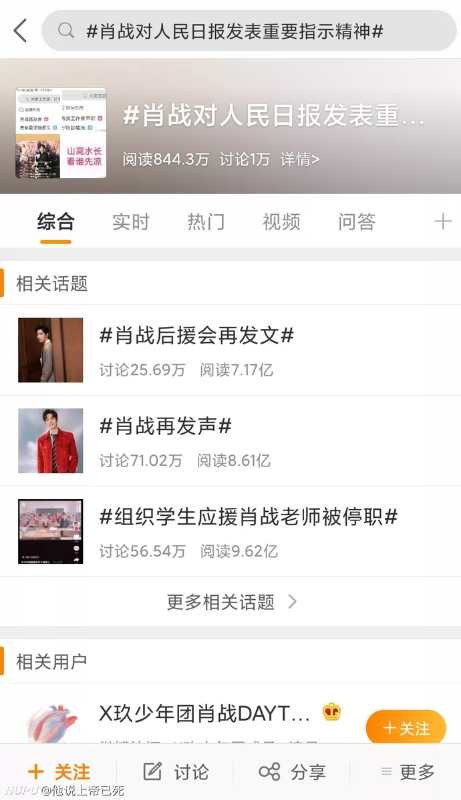 #肖战对人民日报发表重要指示精神#
#肖战对人民日报发表重...
山高水长
看谁先凉
阅读844.3万 讨论1万 详情>
综合 实时 热门 视频 问答
相关话题
#肖战后援会再发文#
讨论25.69万 阅读7.17亿
#肖战再发声#
讨论71.02万 阅读8.61亿
#组织学生应援肖战老师被停职#
讨论56.54万 阅读9.62亿
更多相关话题
相关用户
X玖少年团肖战DAYT...
+关注
+ 关注 讨论 分享 更多
HUPU @他说上帝已死